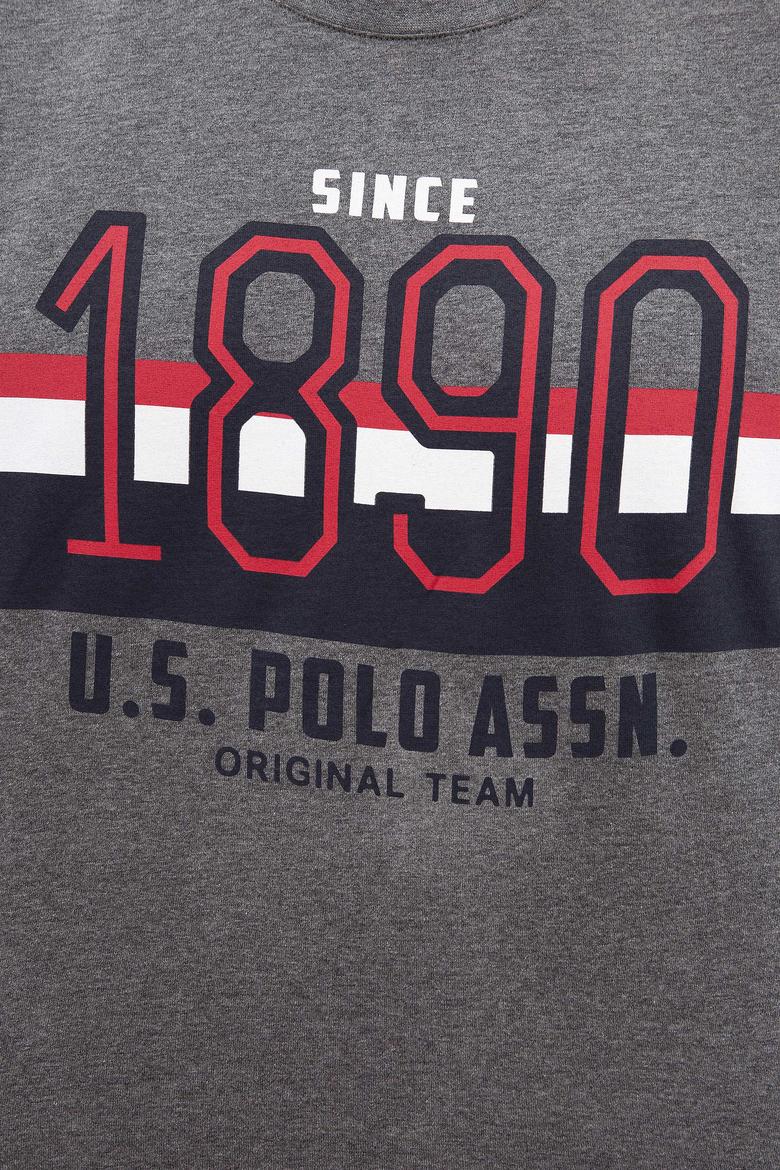 SINCE
1890
U.S. POLO ASSN.
ORIGINAL TEAM